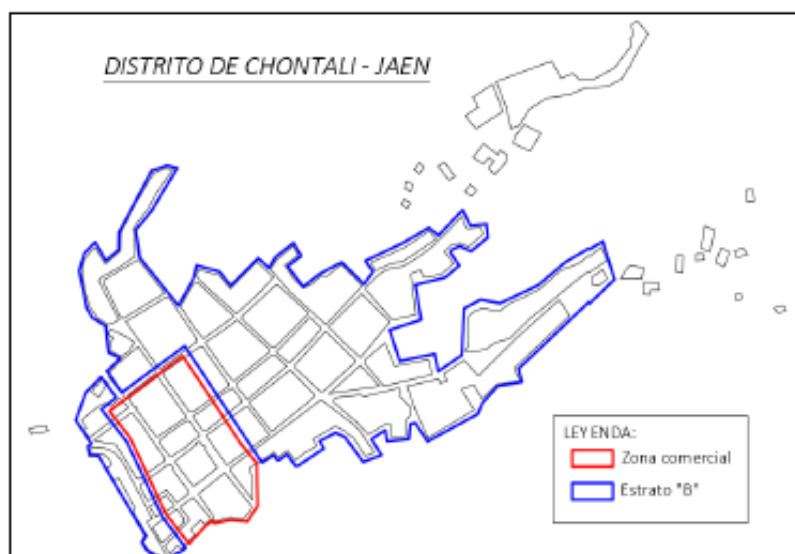 DISTRITO DE CHONTALI - JAEN
LEYENDA:
Zona comercial
Estrato "B"